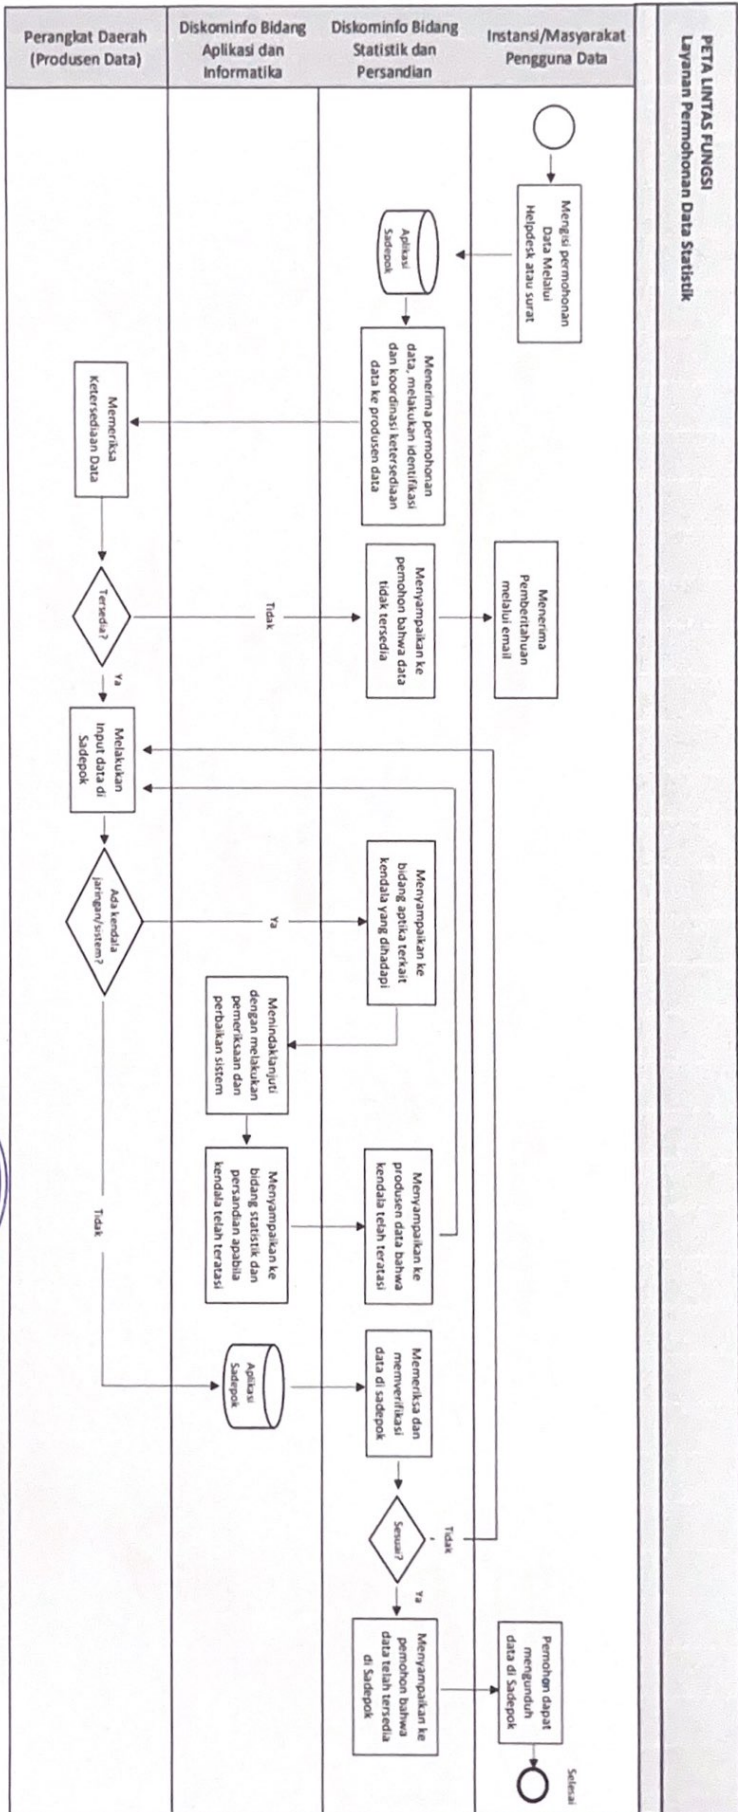 PETA LINTAS FUNGSI
Layanan Permohonan Data Statistik
Instansi/Masyarakat
Pengguna Data
Diskominfo Bidang
Statistik dan
Persandian
Diskominfo Bidang
Aplikasi dan
Informatika
Perangkat Daerah
(Produsen Data)
Mengisi permohonan
Data Melalui
Helpdesk atau surat
Aplikasi
Sadepok
Menerima permohonan
data, melakukan identifikasi
dan koordinasi ketersediaan
data ke produsen data
Memeriksa
Ketersediaan Data
Tersedia?
Tidak
Menyampaikan ke
pemohon bahwa data
tidak tersedia
Menerima
Pemberitahuan
melalui email
Ya
Melakukan
Input data di
Sadepok
Ada kendala
jaringan/sistem?
Ya
Menyampaikan ke
bidang aptika terkait
kendala yang dihadapi
Menindaklanjuti
dengan melakukan
pemeriksaan dan
perbaikan sistem
Menyampaikan ke
bidang statistik dan
persandian apabila
kendala telah teratasi
Menyampaikan ke
produsen data bahwa
kendala telah teratasi
Tidak
Aplikasi
Sadepok
Memeriksa dan
memverifikasi
data di sadepok
Sesuai?
Tidak
Ya
Menyampaikan ke
pemohon bahwa
data telah tersedia
di Sadepok
Pemohon dapat
mengunduh
data di Sadepok
Selesai